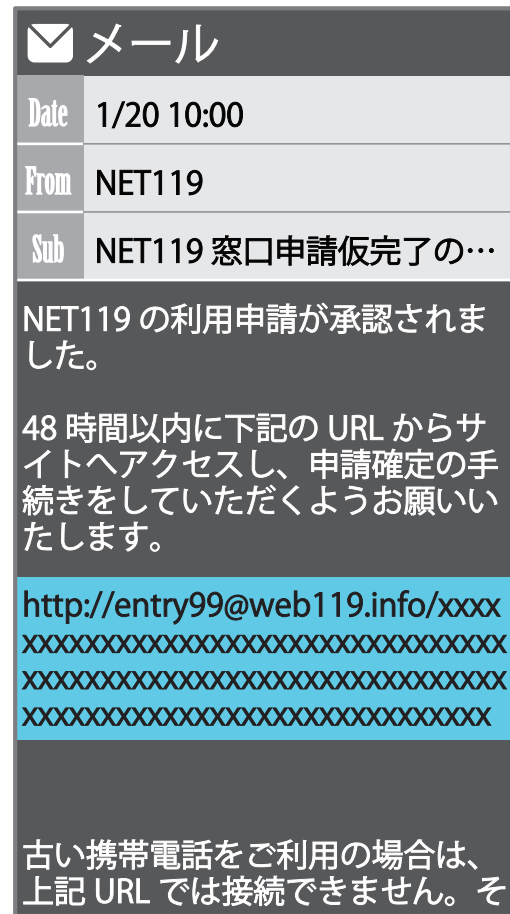 メール
Date 1/20 10:00
From NET119
Sub NET119 窓口申請仮完了の…
NET119 の利用申請が承認されま
した。
48 時間以内に下記の URL からサ
イトへアクセスし、申請確定の手
続きをしていただくようお願いい
たします。
http://entry99@web119.info/xxxx
xxxxxxxxxxxxxxxxxxxxxxxxxxxxxxx
xxxxxxxxxxxxxxxxxxxxxxxxxxxxxxx
xxxxxxxxxxxxxxxxxxxxxxxxxxxxxx
古い携帯電話をご利用の場合は、
上記 URL では接続できません。そ